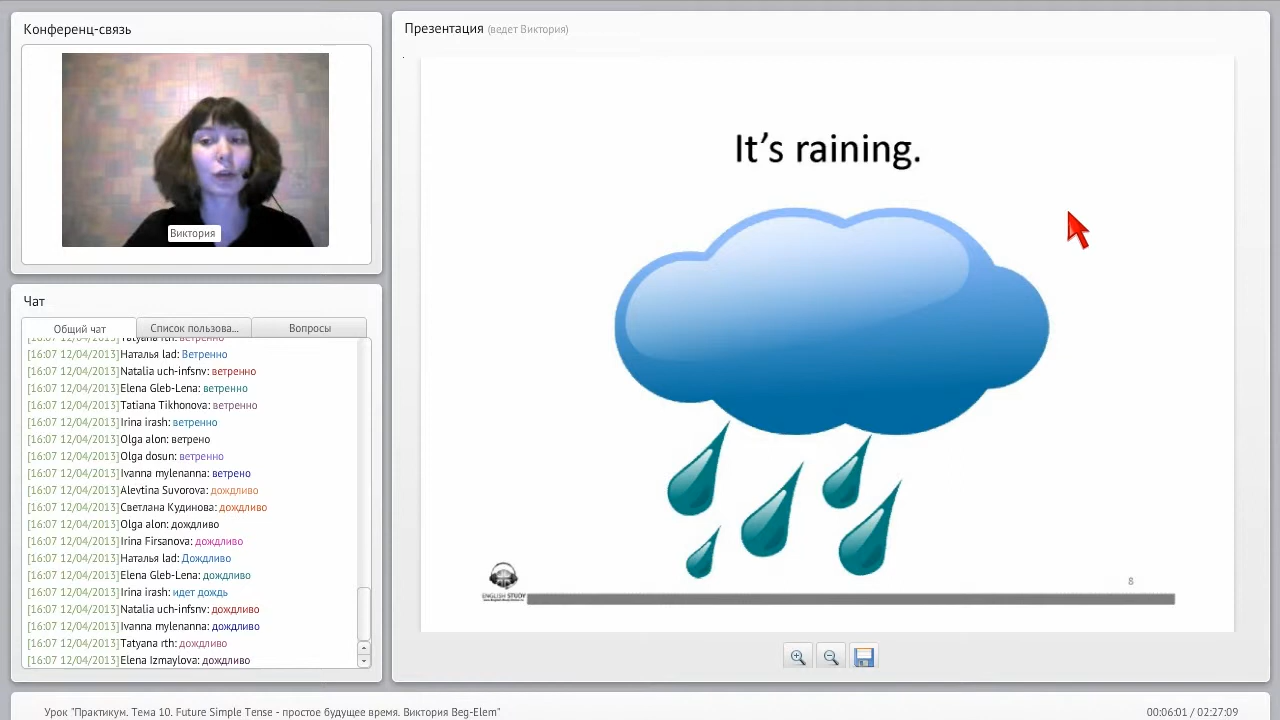 Конференц-связь
Виктория
Чат
Общий чат
Список пользова...
Вопросы
[16:07 12/04/2013]Tatyana rth: ветренно
[16:07 12/04/2013]Наталья lad: Ветренно
[16:07 12/04/2013]Natalia uch-infsnv: ветренно
[16:07 12/04/2013]Elena Gleb-Lena: ветренно
[16:07 12/04/2013]Tatiana Tikhonova: ветренно
[16:07 12/04/2013]Irina irash: ветренно
[16:07 12/04/2013]Olga alon: ветрено
[16:07 12/04/2013]Olga dosun: ветренно
[16:07 12/04/2013]Ivanna mylenanna: ветрено
[16:07 12/04/2013]Alevtina Suvorova: дождливо
[16:07 12/04/2013]Светлана Кудинова: дождливо
[16:07 12/04/2013]Olga alon: дождливо
[16:07 12/04/2013]Irina Firsanova: дождливо
[16:07 12/04/2013]Наталья lad: Дождливо
[16:07 12/04/2013]Elena Gleb-Lena: дождливо
[16:07 12/04/2013]Irina irash: идет дождь
[16:07 12/04/2013]Natalia uch-infsnv: дождливо
[16:07 12/04/2013]Ivanna mylenanna: дождливо
[16:07 12/04/2013]Tatyana rth: дождливо
[16:07 12/04/2013]Elena Izmaylova: дождливо
Презентация (ведет Виктория)
It’s raining.
ENGLISH STUDY
8
Урок "Практикум. Тема 10. Future Simple Tense - простое будущее время. Виктория Beg-Elem"
00:06:01 / 02:27:09